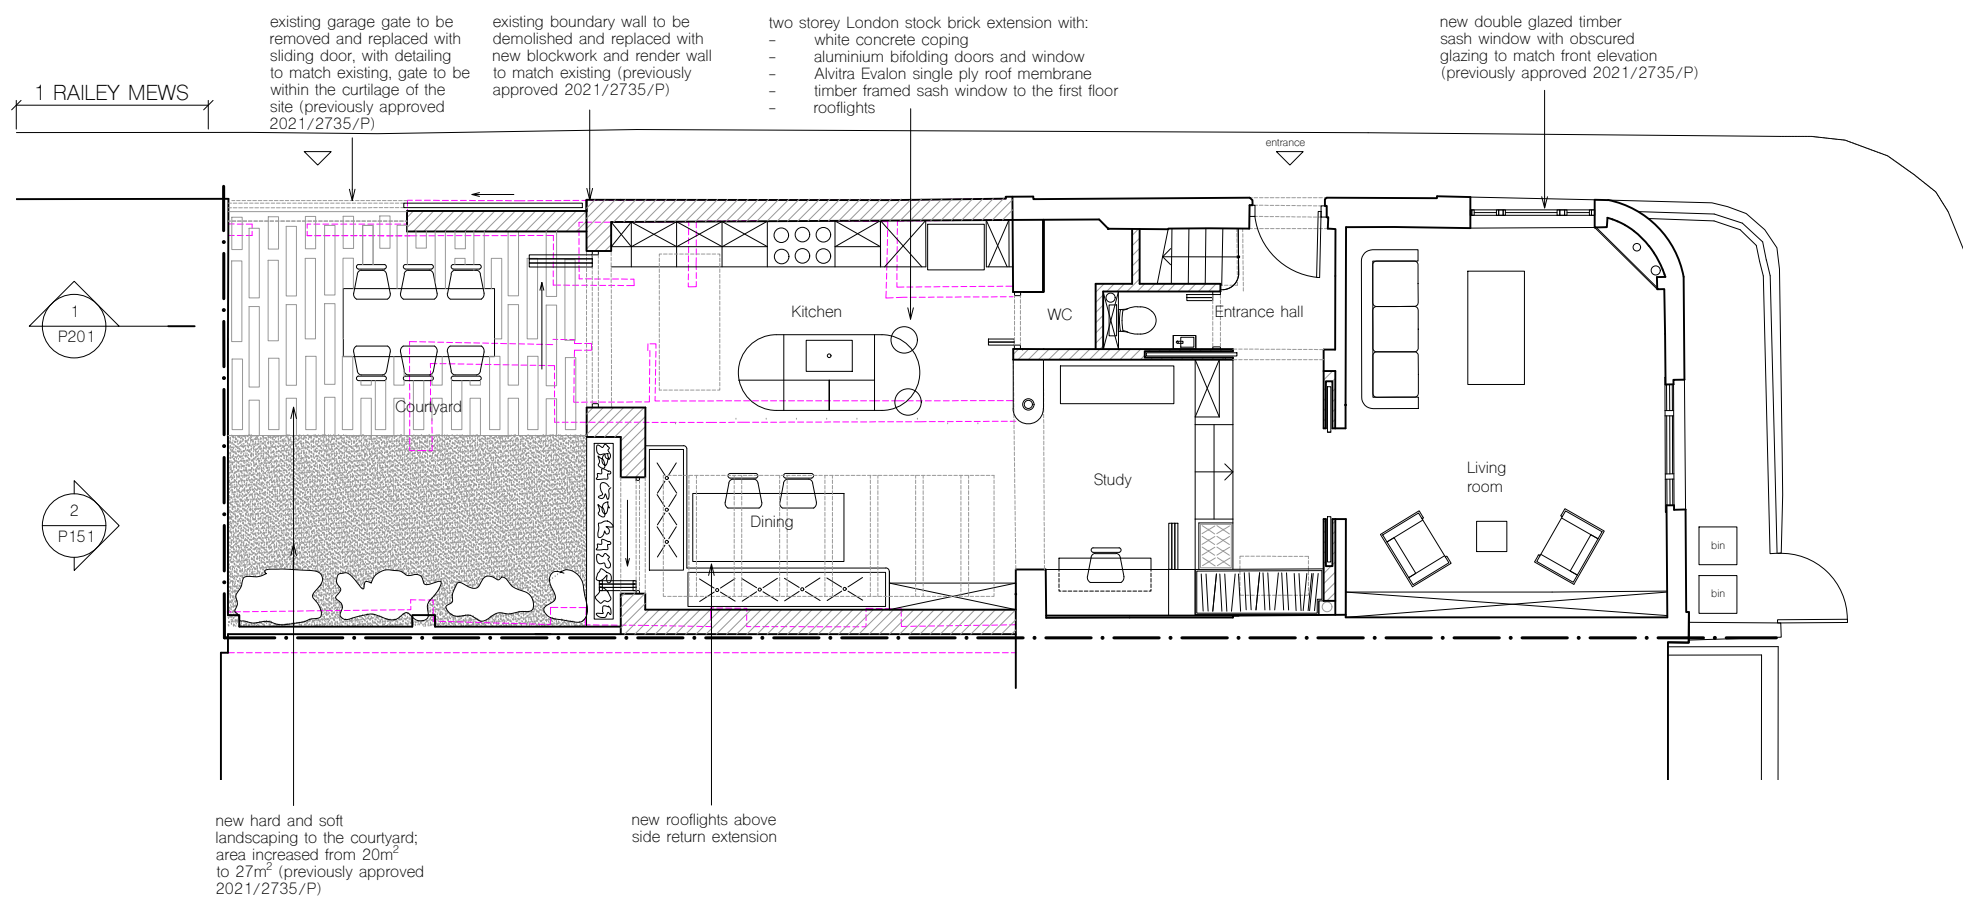 existing garage gate to be
removed and replaced with
sliding door, with detailing
to match existing, gate to be
within the curtilage of the
site (previously approved
2021/2735/P)
existing boundary wall to be
demolished and replaced with
new blockwork and render wall
to match existing (previously
approved 2021/2735/P)
two storey London stock brick extension with:
- white concrete coping
- aluminium bifolding doors and window
- Alvitra Evalon single ply roof membrane
- timber framed sash window to the first floor
- rooflights
new double glazed timber
sash window with obscured
glazing to match front elevation
(previously approved 2021/2735/P)
1 RAILEY MEWS
entrance
1
P201
Kitchen
WC
Entrance hall
Courtyard
Living
room
Study
2
P151
Dining
bin
bin
new hard and soft
landscaping to the courtyard;
area increased from 20m²
to 27m² (previously approved
2021/2735/P)
new rooflights above
side return extension